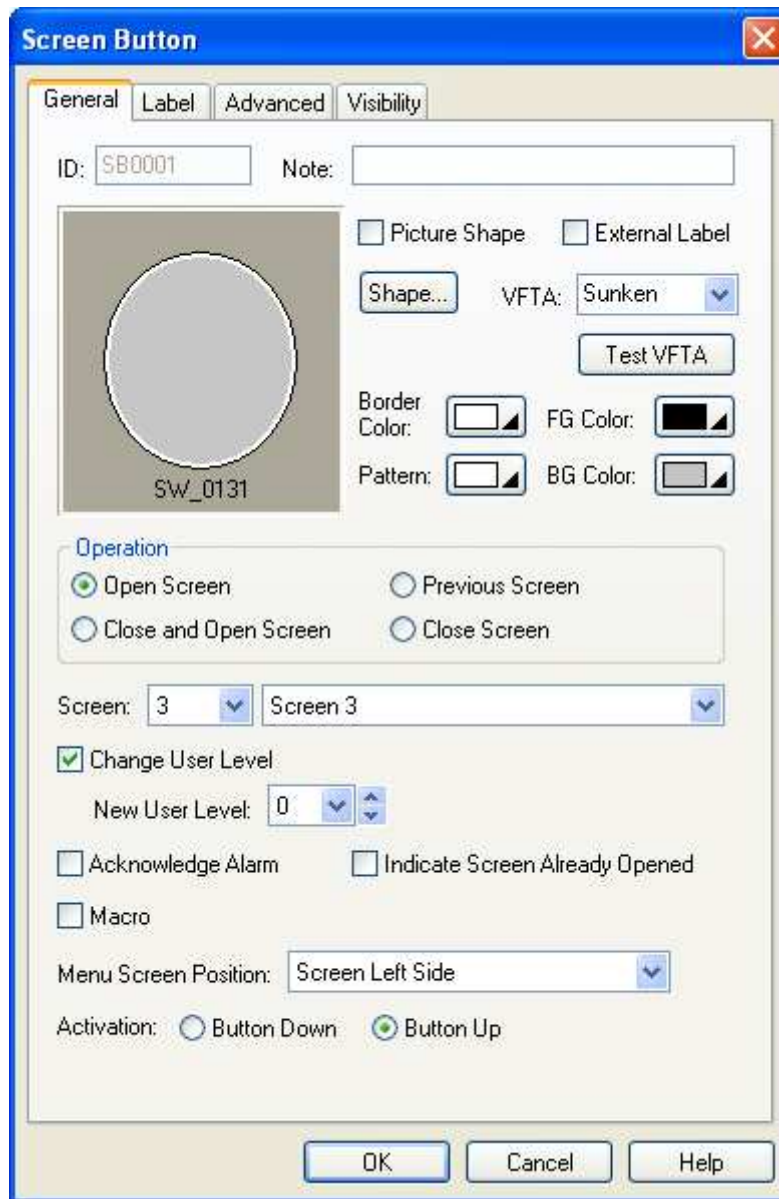 Screen Button
General Label Advanced Visibility
ID: SB0001 Note:
Picture Shape External Label
Shape... VFTA: Sunken
Test VFTA
Border Color: FG Color:
Pattern: BG Color:
SW_0131
Operation
Open Screen Previous Screen
Close and Open Screen Close Screen
Screen: 3 Screen 3
Change User Level
New User Level: 0
Acknowledge Alarm Indicate Screen Already Opened
Macro
Menu Screen Position: Screen Left Side
Activation: Button Down Button Up
OK Cancel Help